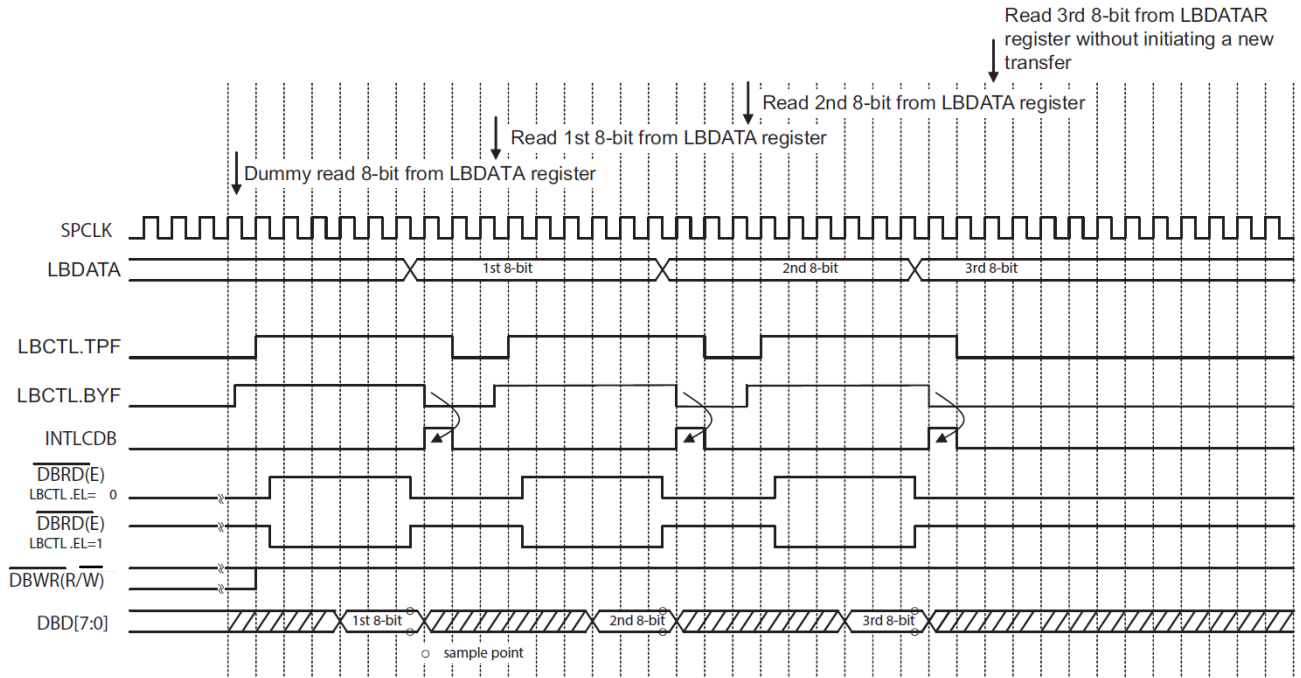 Read 3rd 8-bit from LBDATAR
register without initiating a new
transfer
Read 2nd 8-bit from LBDATA register
Read 1st 8-bit from LBDATA register
Dummy read 8-bit from LBDATA register
SPCLK
LBDATA
1st 8-bit
2nd 8-bit
3rd 8-bit
LBCTL.TPF
LBCTL.BYF
INTLCDB
DBRD(E)
LBCTL .EL= 0
DBRD(E)
LBCTL .EL=1
DBWR(R/W)
DBD[7:0]
1st 8-bit
2nd 8-bit
3rd 8-bit
sample point